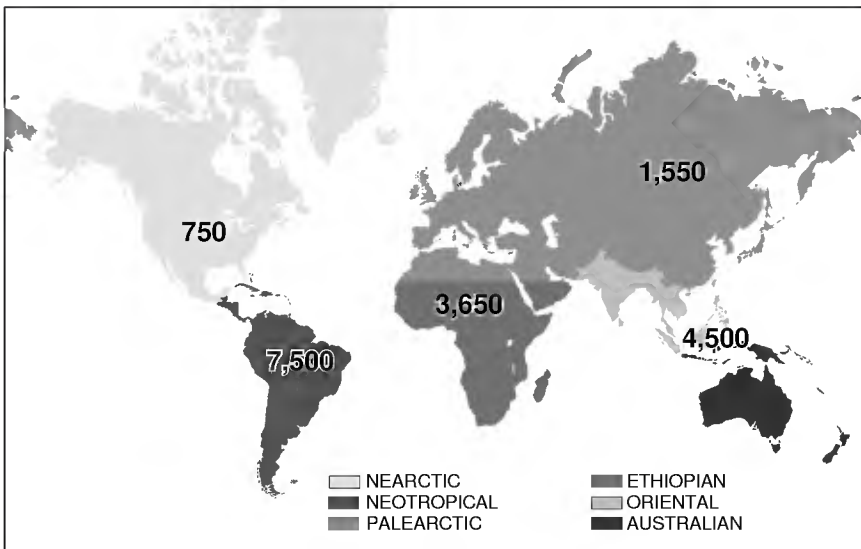 1,550
750
3,650
4,500
7,500
NEARCTIC
ETHIOPIAN
NEOTROPICAL
ORIENTAL
PALEARCTIC
AUSTRALIAN